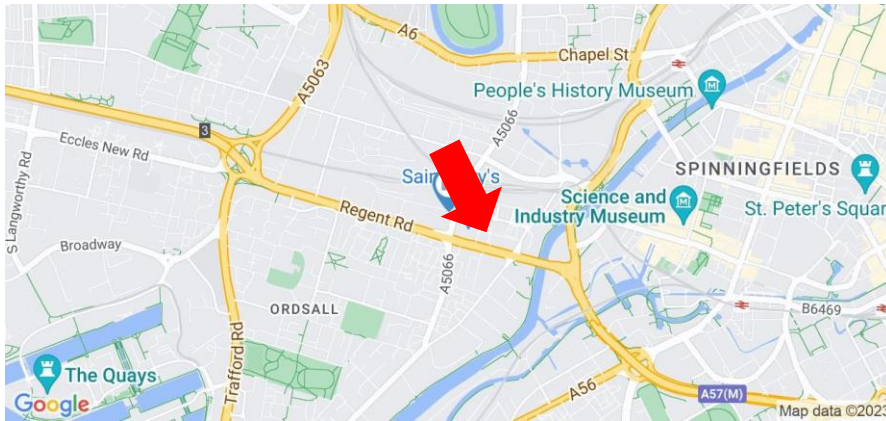 A6
Chapel St
A5063
People's History Museum
3
Eccles New Rd
A5066
S Langworthy Rd
SPINNINGFIELDS
Science and
Industry Museum
St. Peter's Squar
Regent Rd
Broadway
A5066
ORDSALL
Trafford Rd
B6469
The Quays
A56
A57(M)
Google
Map data ©2023